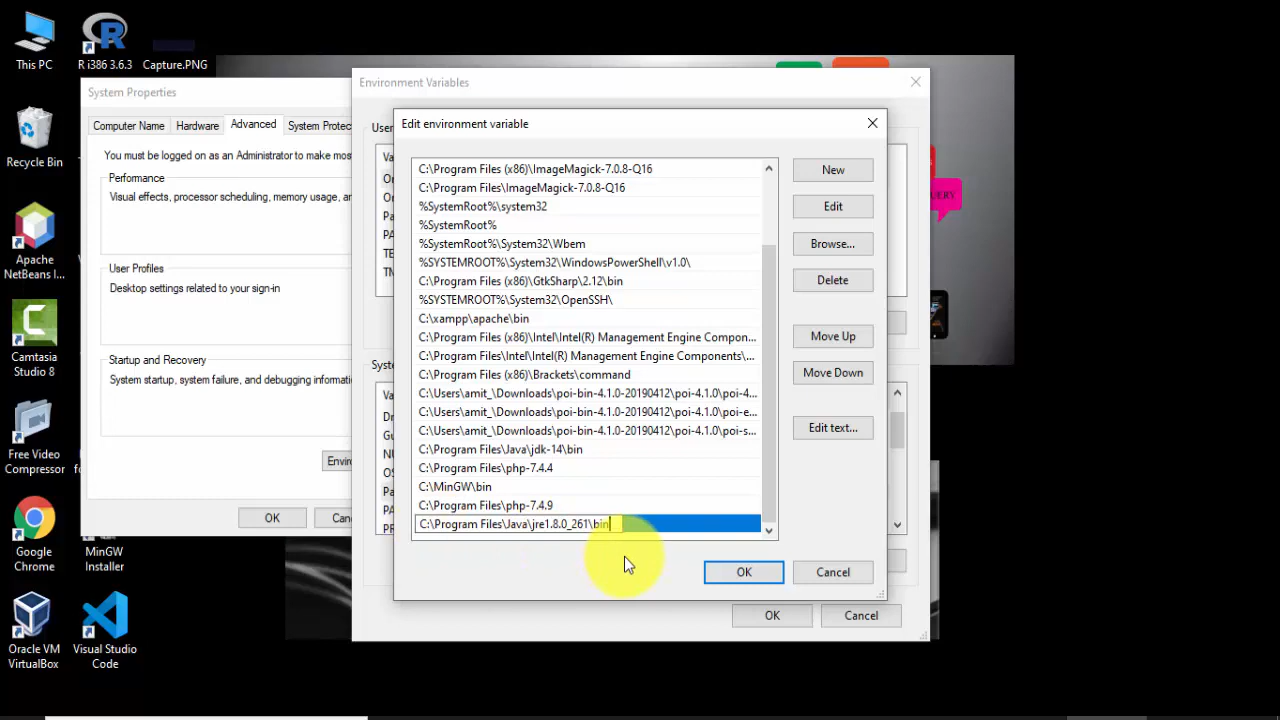 This PC
R i386 3.6.3
Capture.PNG
Recycle Bin
Apache
NetBeans I...
Camtasia
Studio 8
Free Video
Compressor
Google
Chrome
MinGW
Installer
Oracle VM
VirtualBox
Visual Studio
Code
System Properties
Computer Name
Hardware
Advanced
System Protec
You must be logged on as an Administrator to make mos
Performance
Visual effects, processor scheduling, memory usage, an
User Profiles
Desktop settings related to your sign-in
Startup and Recovery
System startup, system failure, and debugging informati
Enviro
OK
Environment Variables
User
Syste
OK
Cancel
Edit environment variable
C:\Program Files (x86)\ImageMagick-7.0.8-Q16
C:\Program Files\ImageMagick-7.0.8-Q16
%SystemRoot%\system32
%SystemRoot%
%SystemRoot%\System32\Wbem
%SYSTEMROOT%\System32\WindowsPowerShell\v1.0\
C:\Program Files (x86)\GtkSharp\2.12\bin
%SYSTEMROOT%\System32\OpenSSH\
C:\xampp\apache\bin
C:\Program Files (x86)\Intel\Intel(R) Management Engine Compon...
C:\Program Files\Intel\Intel(R) Management Engine Components\...
C:\Program Files (x86)\Brackets\command
C:\Users\amit_\Downloads\poi-bin-4.1.0-20190412\poi-4.1.0\poi-4...
C:\Users\amit_\Downloads\poi-bin-4.1.0-20190412\poi-4.1.0\poi-e...
C:\Users\amit_\Downloads\poi-bin-4.1.0-20190412\poi-4.1.0\poi-s...
C:\Program Files\Java\jdk-14\bin
C:\Program Files\php-7.4.4
C:\MinGW\bin
C:\Program Files\php-7.4.9
C:\Program Files\Java\jre1.8.0_261\bin
New
Edit
Browse...
Delete
Move Up
Move Down
Edit text...
OK
Cancel